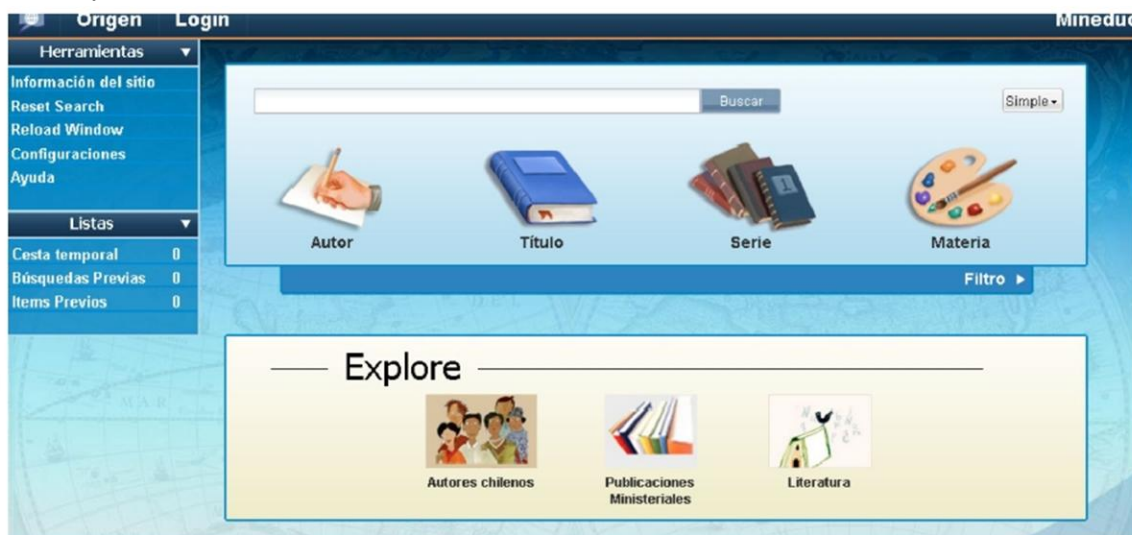 Origen Login Mineduc
Herramientas
Información del sitio
Reset Search
Reload Window
Configuraciones
Ayuda
Listas
Cesta temporal 0
Búsquedas Previas 0
Items Previos 0
Buscar Simple
Autor Título Serie Materia
Filtro
Explore
Autores chilenos Publicaciones Literatura
Ministeriales